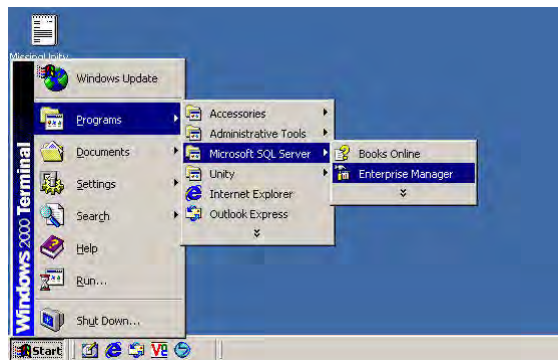 MissingUnity
Windows Update
Programs
Documents
Settings
Search
Help
Run...
Shut Down...
Windows 2000 Terminal
Accessories
Administrative Tools
Microsoft SQL Server
Unity
Internet Explorer
Outlook Express
Books Online
Enterprise Manager
Start